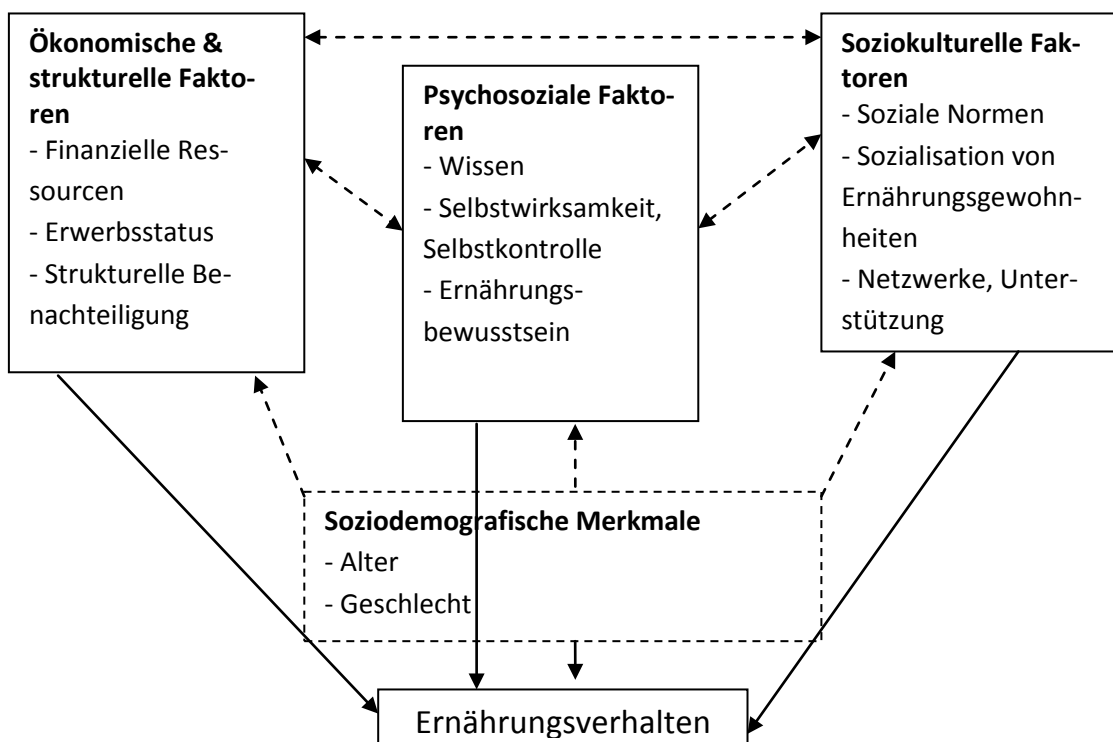 Ökonomische &
strukturelle Fakto-
ren
- Finanzielle Res-
sourcen
- Erwerbsstatus
- Strukturelle Be-
nachteiligung
Psychosoziale Fakto-
ren
- Wissen
- Selbstwirksamkeit,
Selbstkontrolle
- Ernährungs-
bewusstsein
Soziokulturelle Fak-
toren
- Soziale Normen
- Sozialisation von
Ernährungsgewohn-
heiten
- Netzwerke, Unter-
stützung
Soziodemografische Merkmale
- Alter
- Geschlecht
Ernährungsverhalten